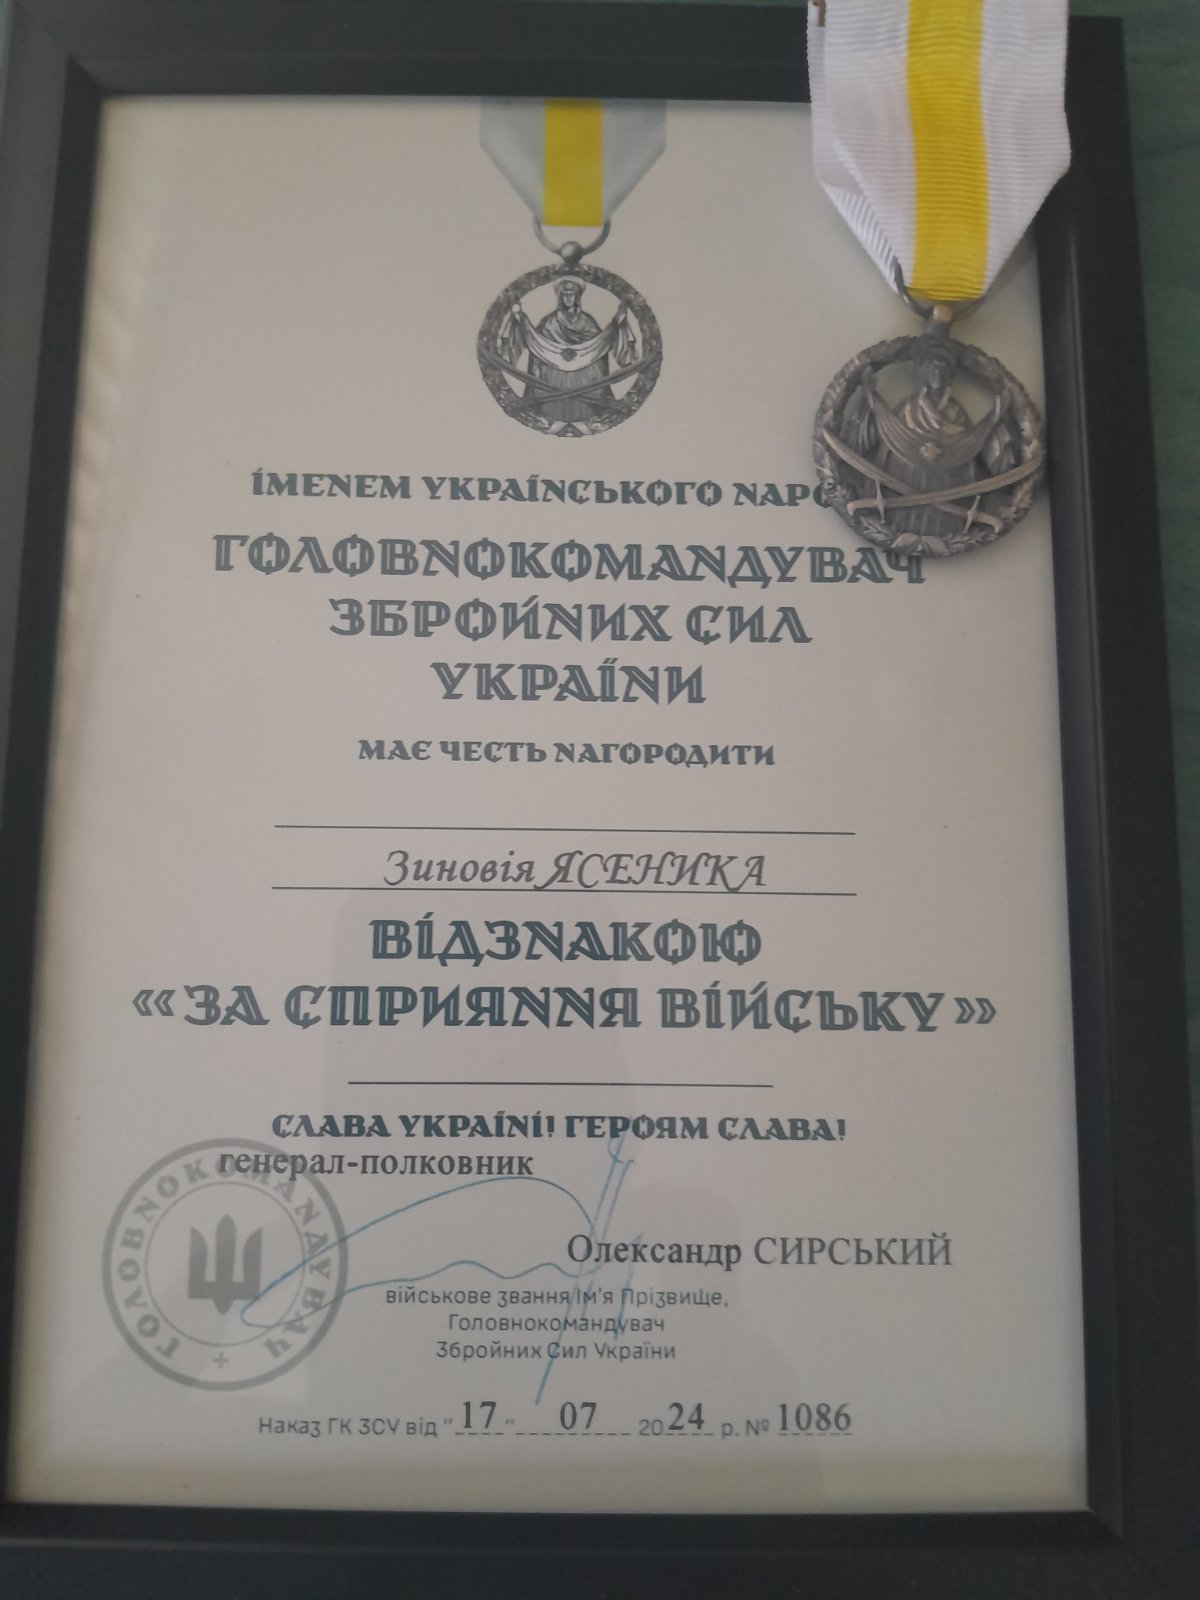 ІМЕНЕМ УКРАЇНСЬКОГО
ГОЛОВНОКОМАНДУВАЧ
ЗБРОЙНИХ СИЛ
УКРАЇНИ
МАЄ ЧЕСТЬ НАГОРОДИТИ
Зиновія ЯСЕНИКА
ВІДЗНАКОЮ
«ЗА СПРИЯННЯ ВІЙСЬКУ»
СЛАВА УКРАЇНІ! ГЕРОЯМ СЛАВА!
генерал-полковник
ГОЛОВНОКОМАНДУВАЧ
Олександр СИРСЬКИЙ
військове звання Ім'я Прізвище,
Головнокомандувач
Збройних Сил України
Наказ ГК ЗСУ від "17" 07 2024 р. № 1086